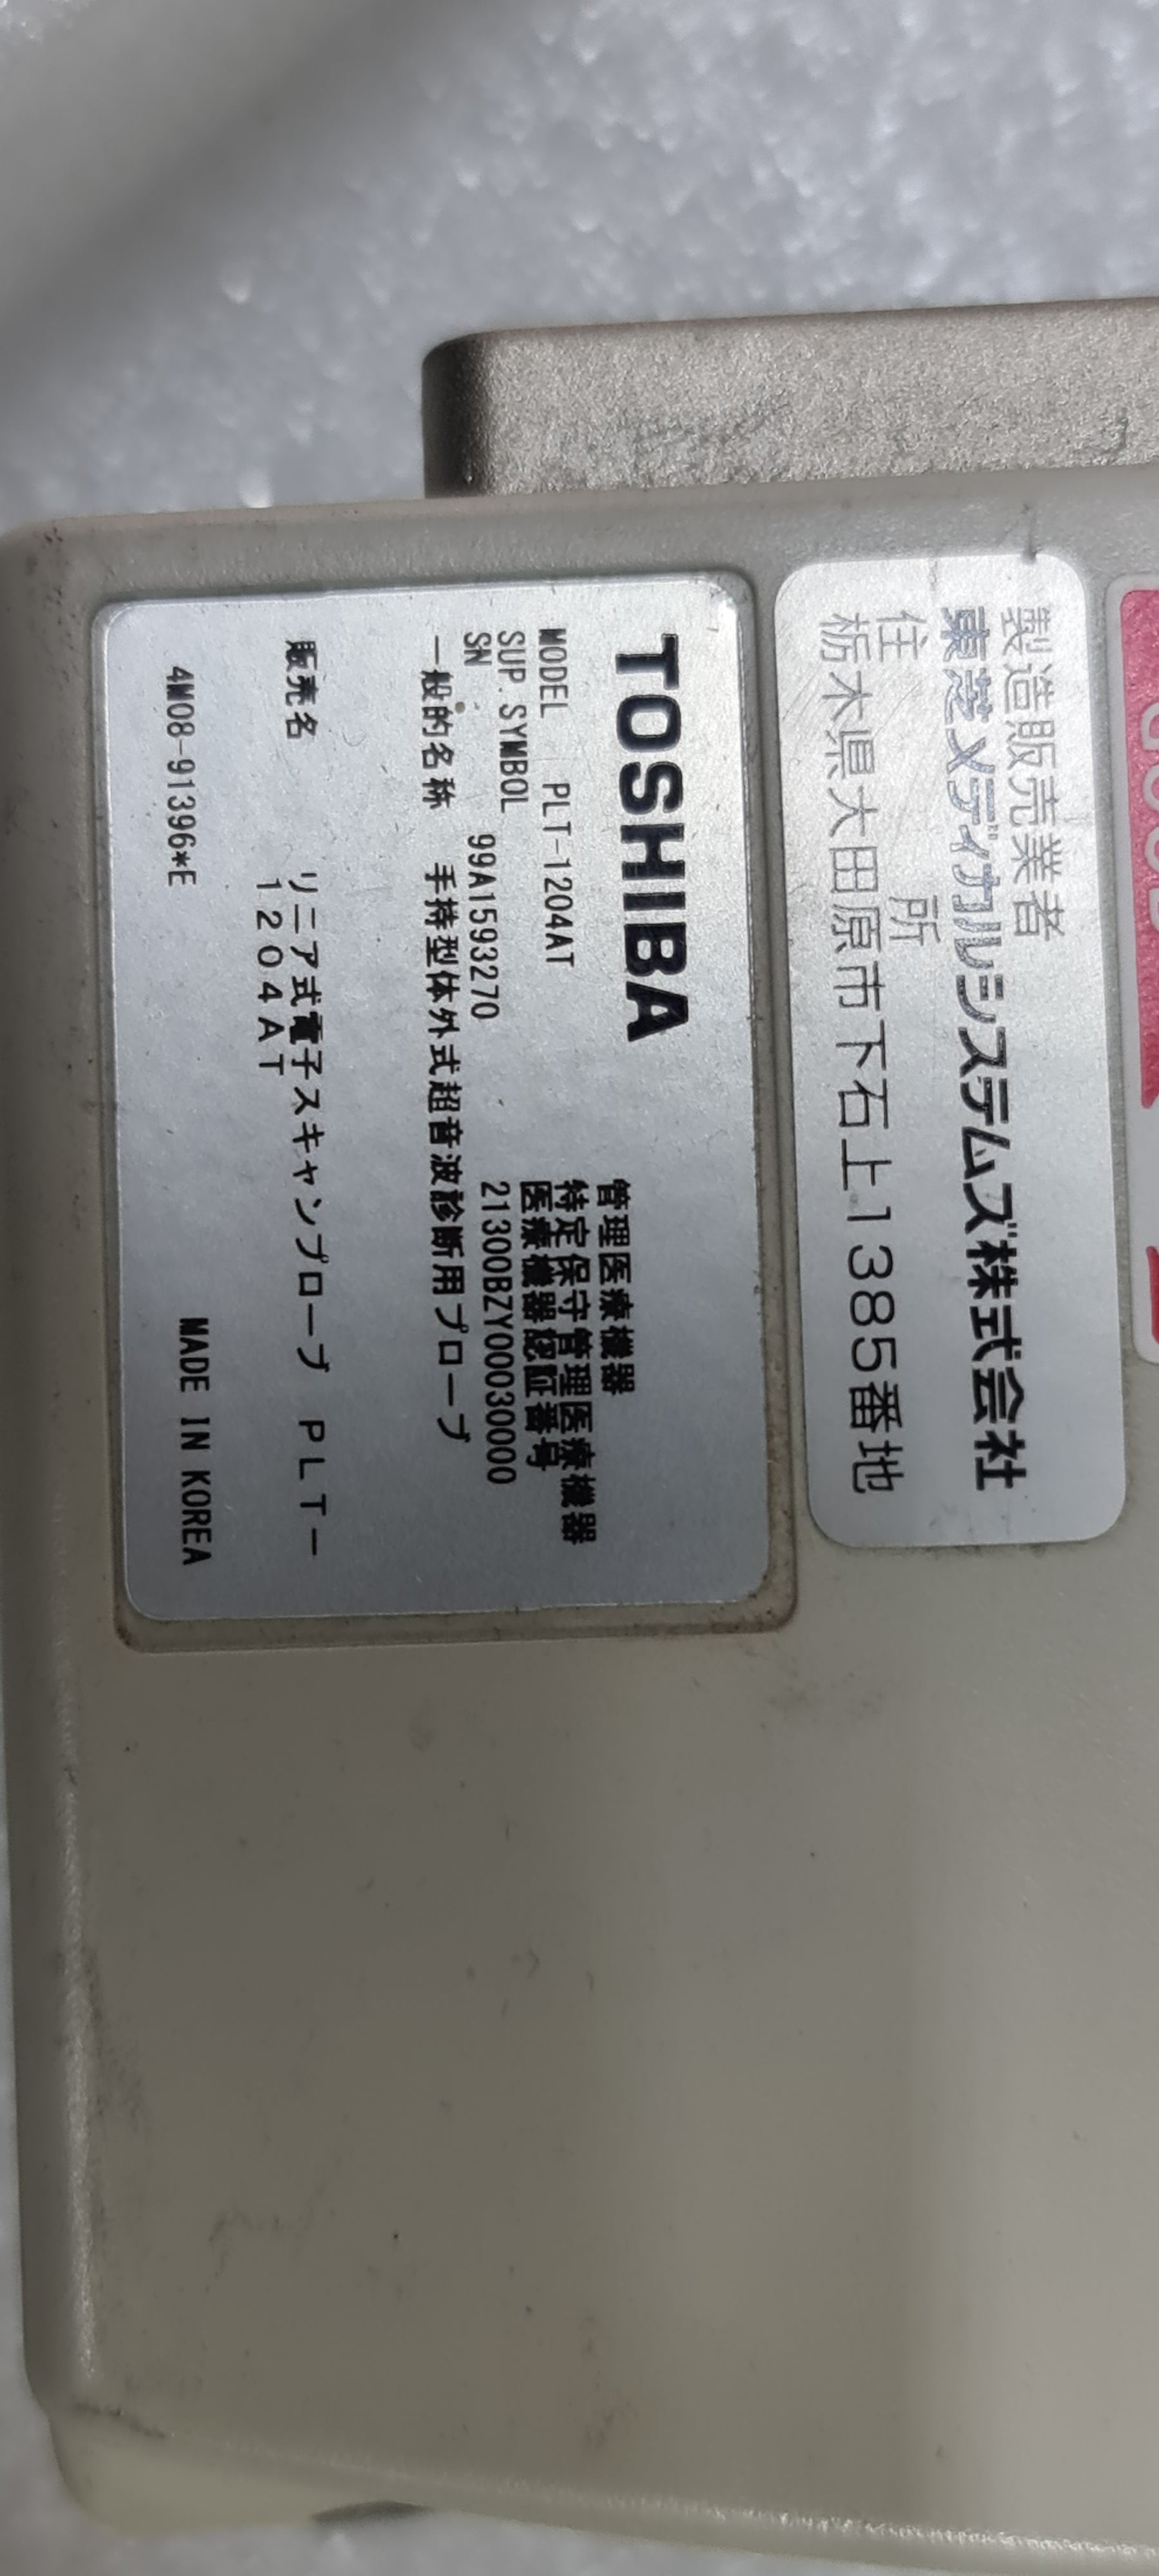 製造販売業者
東芝メディカルシステムズ株式会社
住 所
栃木県大田原市下石上1385番地
TOSHIBA
管理医療機器
特定保守管理医療機器
医療機器認証番号
21300BZY00030000
MODEL PLT-1204AT
SUP.SYMBOL
SN 99A1593270
一般的名称 手持型体外式超音波診断用プローブ
販売名 リニア式電子スキャンプローブ PLT-
1204AT
4M08-91396*E MADE IN KOREA